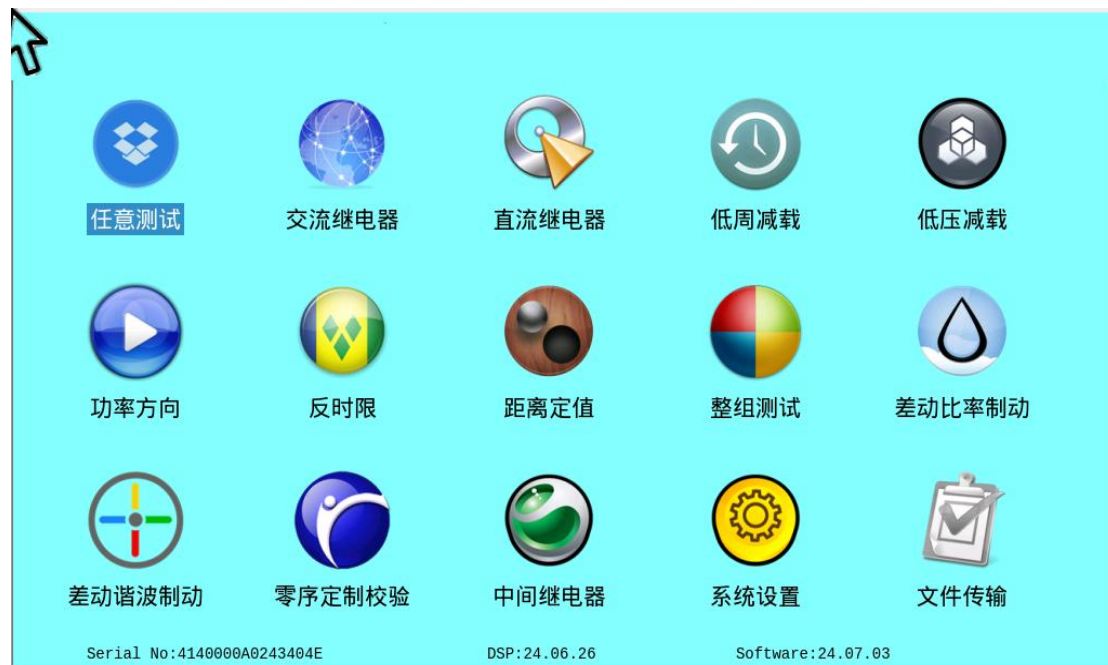 任意测试 交流继电器 直流继电器 低周减载 低压减载
功率方向 反时限 距离定值 整组测试 差动比率制动
差动谐波制动 零序定制校验 中间继电器 系统设置 文件传输
Serial No:4140000A0243404E DSP:24.06.26 Software:24.07.03